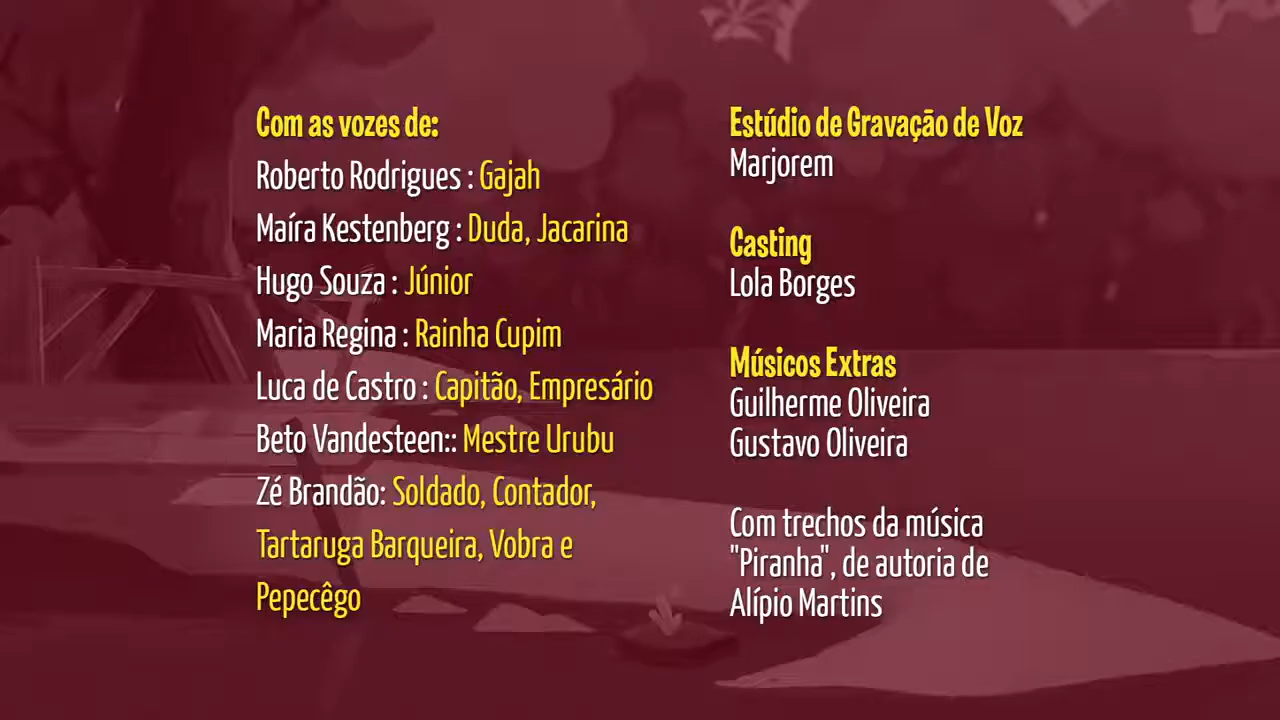 Com as vozes de:
Roberto Rodrigues : Gajah
Maíra Kestenberg : Duda, Jacarina
Hugo Souza : Júnior
Maria Regina : Rainha Cupim
Luca de Castro : Capitão, Empresário
Beto Vandesteen:: Mestre Urubu
Zé Brandão: Soldado, Contador,
Tartaruga Barqueira, Vobra e
Pepecêgo
Estúdio de Gravação de Voz
Marjorem
Casting
Lola Borges
Músicos Extras
Guilherme Oliveira
Gustavo Oliveira
Com trechos da música
"Piranha", de autoria de
Alípio Martins